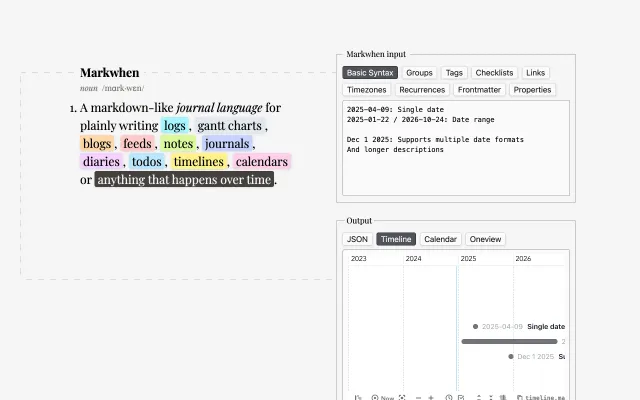 Markwhen
noun /mɑrk·wɛn/
1. A markdown-like journal language for
plainly writing logs, gantt charts,
blogs, feeds, notes, journals,
diaries, todos, timelines, calendars
or anything that happens over time.
Markwhen input
Basic Syntax Groups Tags Checklists Links
Timezones Recurrences Frontmatter Properties
2025-04-09: Single date
2025-01-22 / 2026-10-24: Date range
Dec 1 2025: Supports multiple date formats
And longer descriptions
Output
JSON Timeline Calendar Oneview
2023 2024 2025 2026
2025-04-09 Single date
2
Dec 1 2025 Su
Now timeline.ma